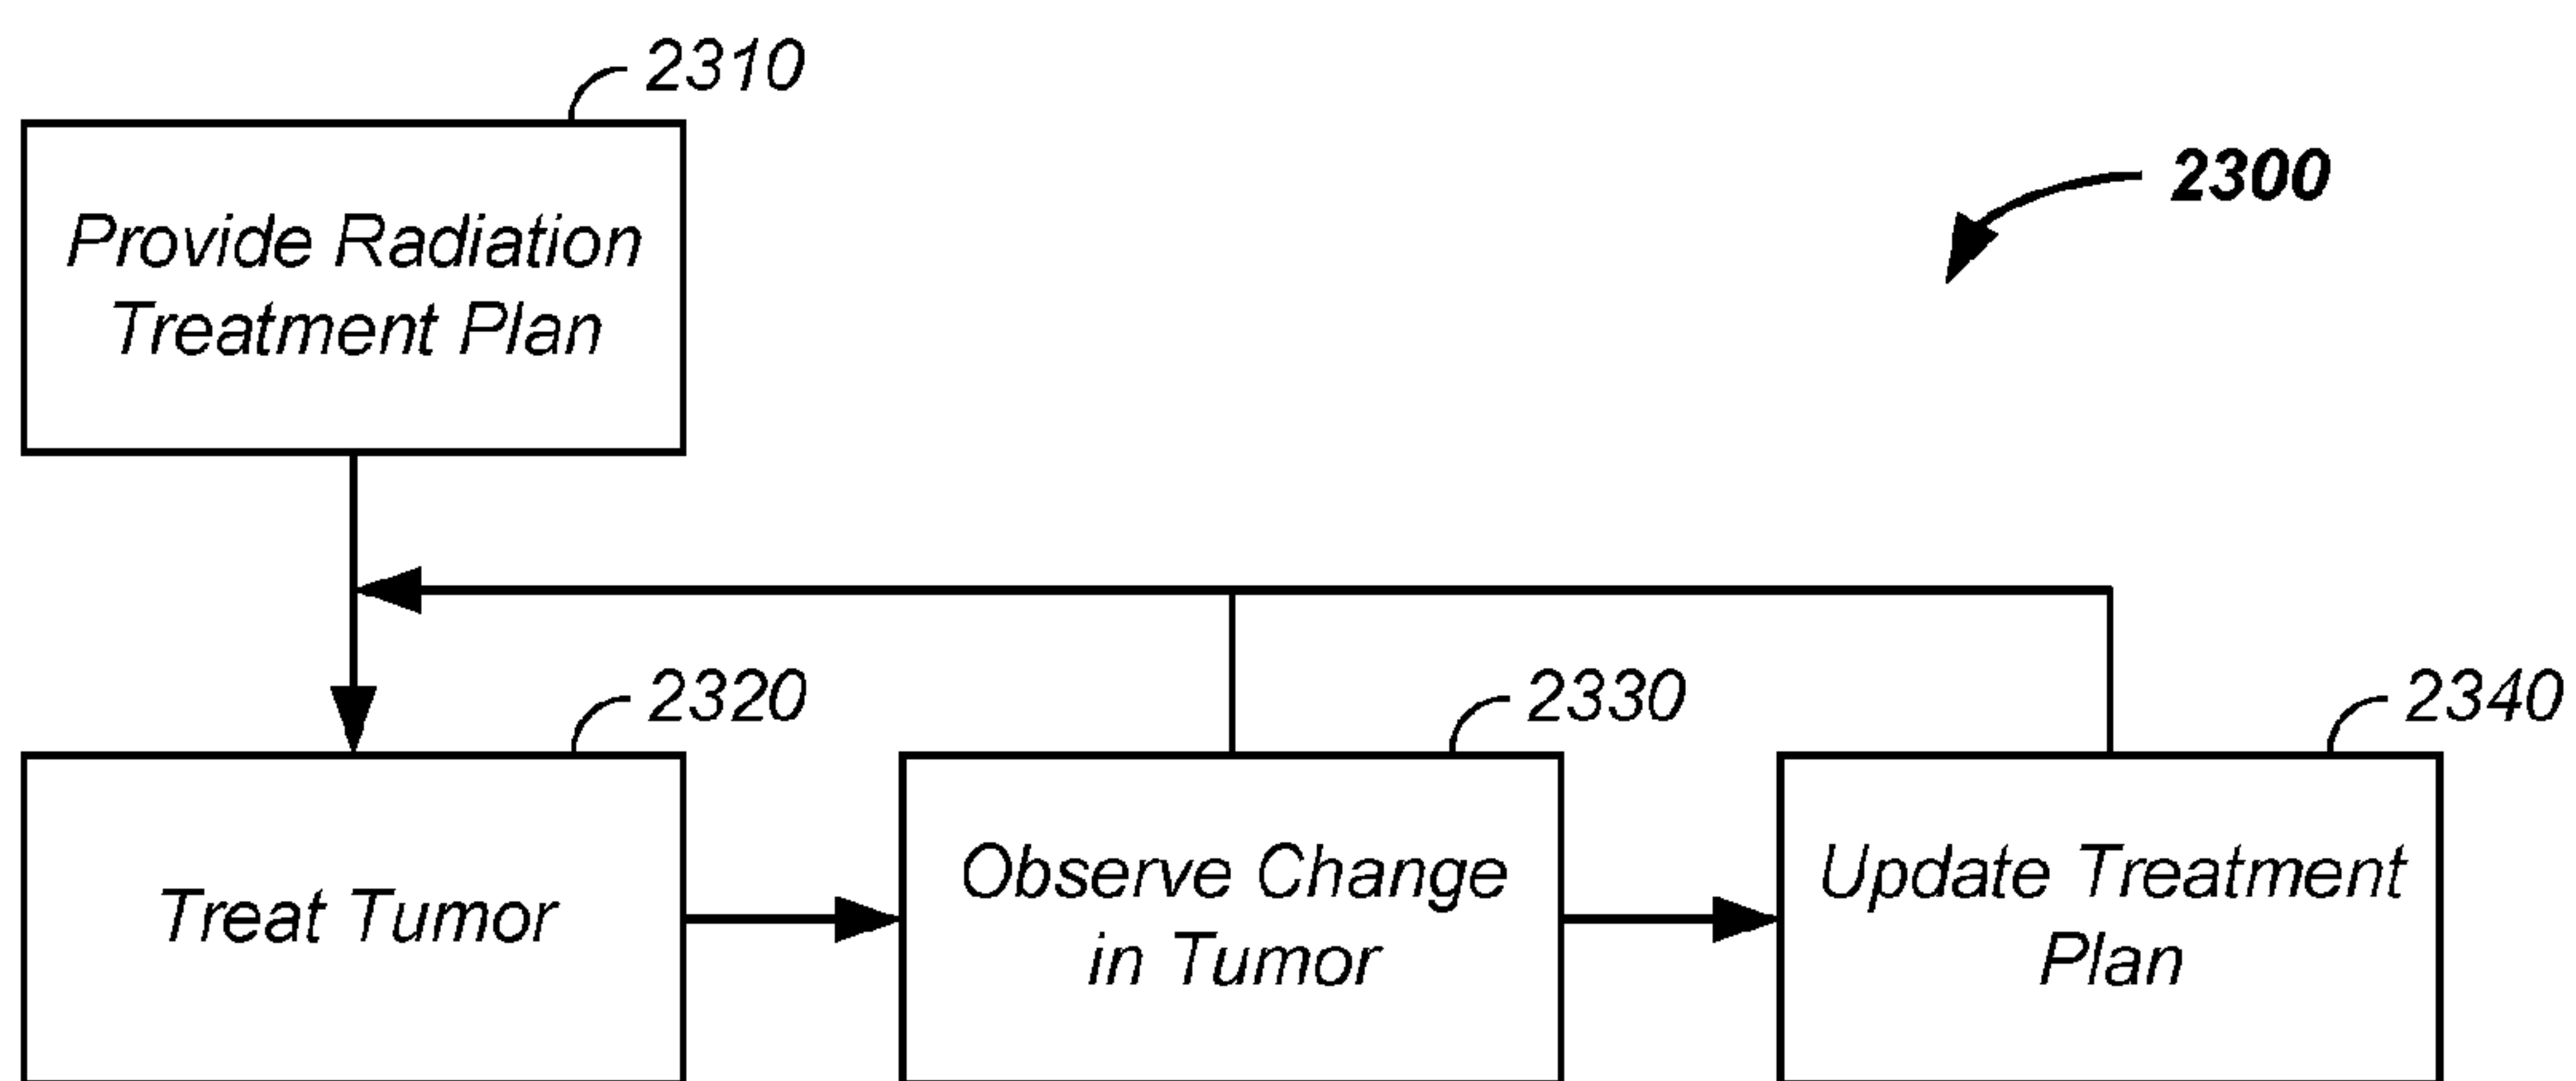 2310
Provide Radiation
Treatment Plan
2300
2320
Treat Tumor
2330
Observe Change
in Tumor
2340
Update Treatment
Plan